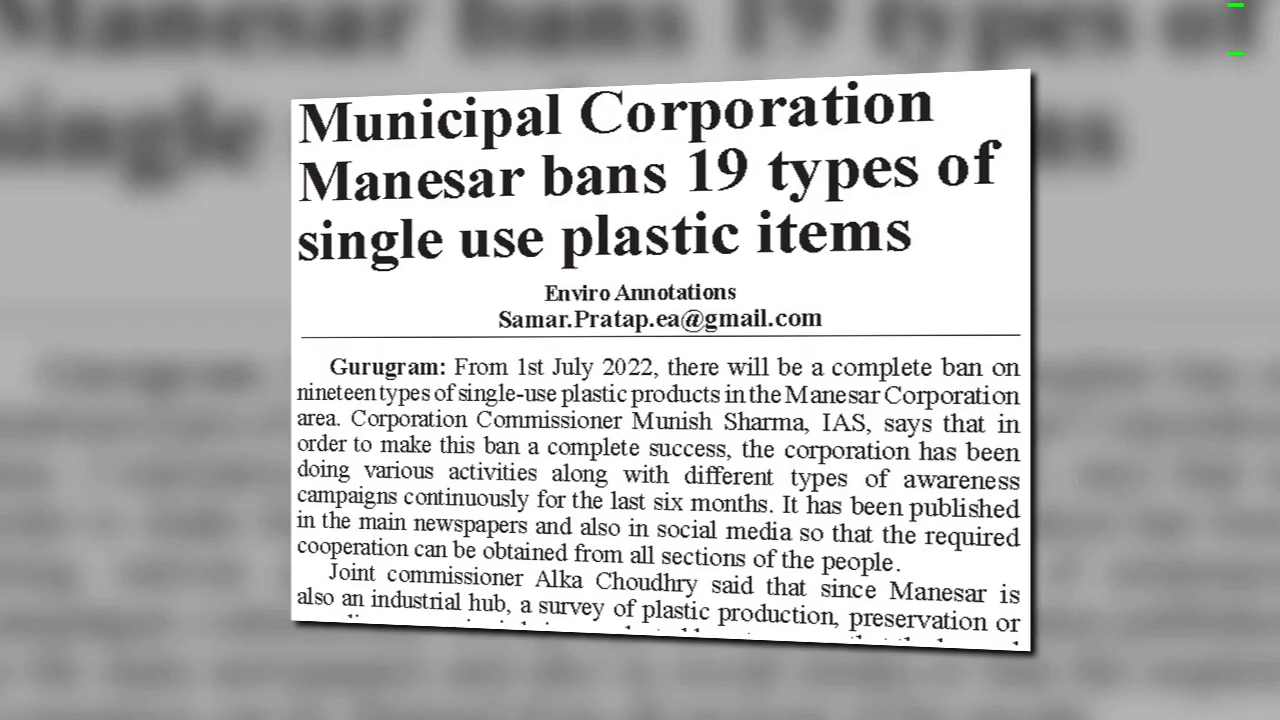 Municipal Corporation
Manesar bans 19 types of
single use plastic items
Enviro Annotations
Samar.Pratap.ea@gmail.com
Gurugram: From 1st July 2022, there will be a complete ban on
nineteen types of single-use plastic products in the Manesar Corporation
area. Corporation Commissioner Munish Sharma, IAS, says that in
order to make this ban a complete success, the corporation has been
doing various activities along with different types of awareness
campaigns continuously for the last six months. It has been published
in the main newspapers and also in social media so that the required
cooperation can be obtained from all sections of the people.
Joint commissioner Alka Choudhry said that since Manesar is
also an industrial hub, a survey of plastic production, preservation or